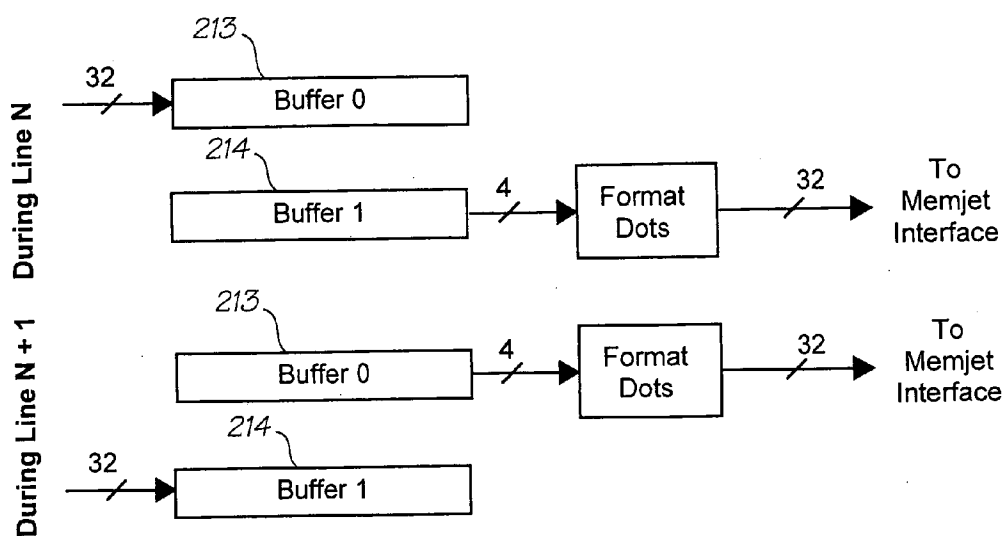 During Line N
213
32
Buffer 0
214
Buffer 1
4
Format
Dots
32
To
Memjet
Interface
During Line N + 1
213
Buffer 0
4
Format
Dots
32
To
Memjet
Interface
214
32
Buffer 1